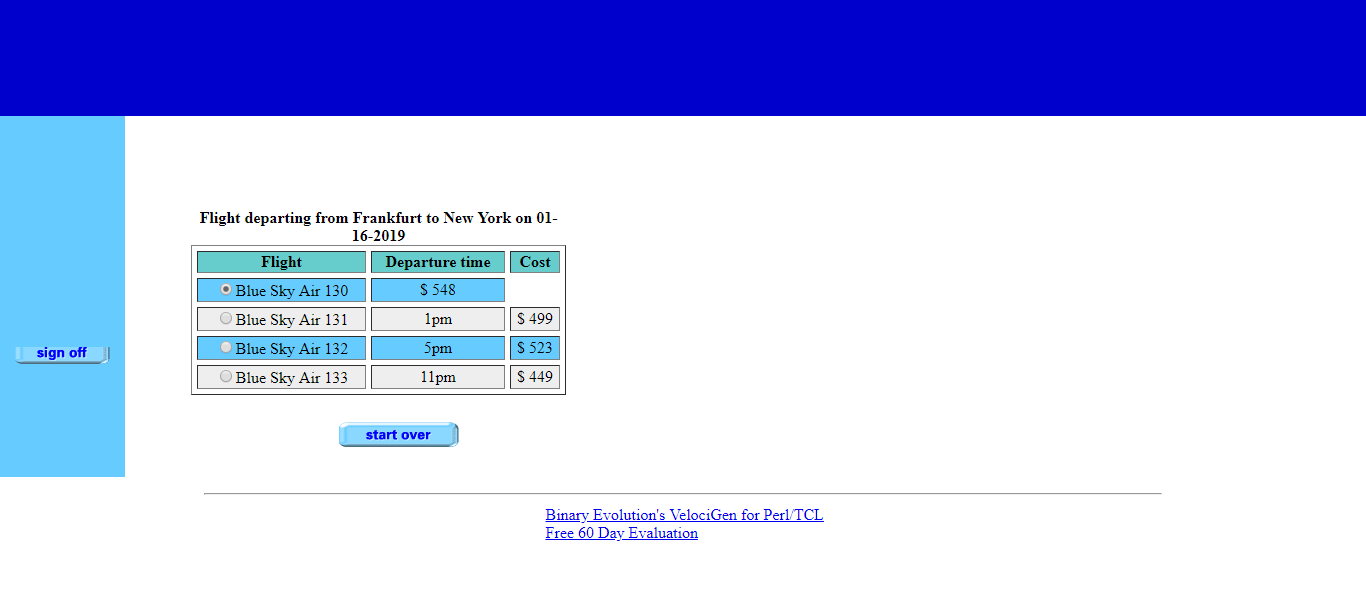 Flight departing from Frankfurt to New York on 01-
16-2019
Flight Departure time Cost
Blue Sky Air 130 $ 548
Blue Sky Air 131 1pm $ 499
Blue Sky Air 132 5pm $ 523
sign off
Blue Sky Air 133 11pm $ 449
start over
Binary Evolution's VelociGen for Perl/TCL
Free 60 Day Evaluation